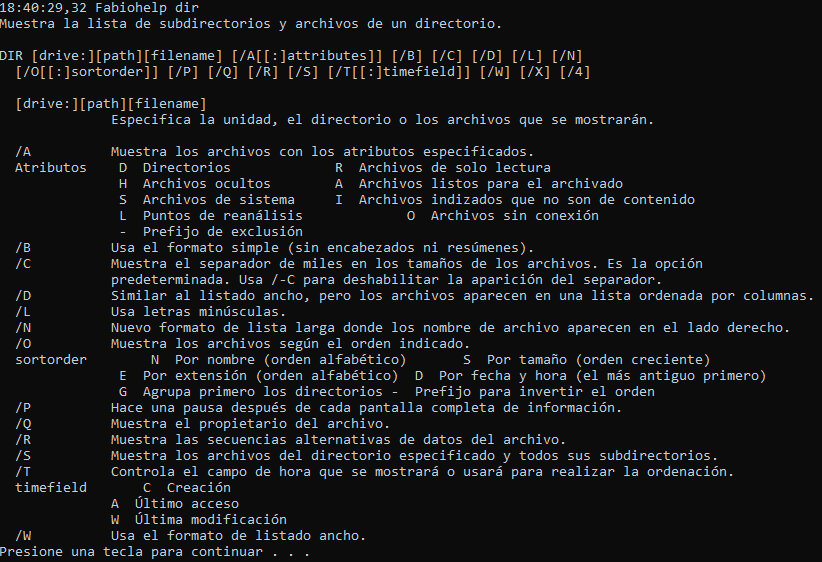 18:40:29,32 Fabiohelp dir
Muestra la lista de subdirectorios y archivos de un directorio.
DIR [drive:][path][filename] [/A[[:]attributes]] [/B] [/C] [/D] [/L] [/N]
[/O[[:]sortorder]] [/P] [/Q] [/R] [/S] [/T[[:]timefield]] [/W] [/X] [/4]
[drive:][path][filename]
Especifica la unidad, el directorio o los archivos que se mostrarán.
/A Muestra los archivos con los atributos especificados.
Atributos D Directorios R Archivos de solo lectura
H Archivos ocultos A Archivos listos para el archivado
S Archivos de sistema I Archivos indizados que no son de contenido
L Puntos de reanálisis O Archivos sin conexión
- Prefijo de exclusión
/B Usa el formato simple (sin encabezados ni resúmenes).
/C Muestra el separador de miles en los tamaños de los archivos. Es la opción
predeterminada. Usa /-C para deshabilitar la aparición del separador.
/D Similar al listado ancho, pero los archivos aparecen en una lista ordenada por columnas.
/L Usa letras minúsculas.
/N Nuevo formato de lista larga donde los nombre de archivo aparecen en el lado derecho.
/O Muestra los archivos según el orden indicado.
sortorder N Por nombre (orden alfabético) S Por tamaño (orden creciente)
E Por extensión (orden alfabético) D Por fecha y hora (el más antiguo primero)
G Agrupa primero los directorios - Prefijo para invertir el orden
/P Hace una pausa después de cada pantalla completa de información.
/Q Muestra el propietario del archivo.
/R Muestra las secuencias alternativas de datos del archivo.
/S Muestra los archivos del directorio especificado y todos sus subdirectorios.
/T Controla el campo de hora que se mostrará o usará para realizar la ordenación.
timefield C Creación
A Último acceso
W Última modificación
/W Usa el formato de listado ancho.
Presione una tecla para continuar . . .